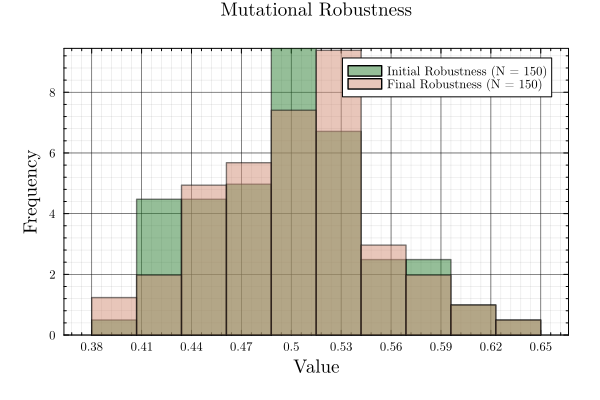 Mutational Robustness
Initial Robustness (N = 150)
Final Robustness (N = 150)
Frequency
8
6
4
2
0
0.38 0.41 0.44 0.47 0.5 0.53 0.56 0.59 0.62 0.65
Value